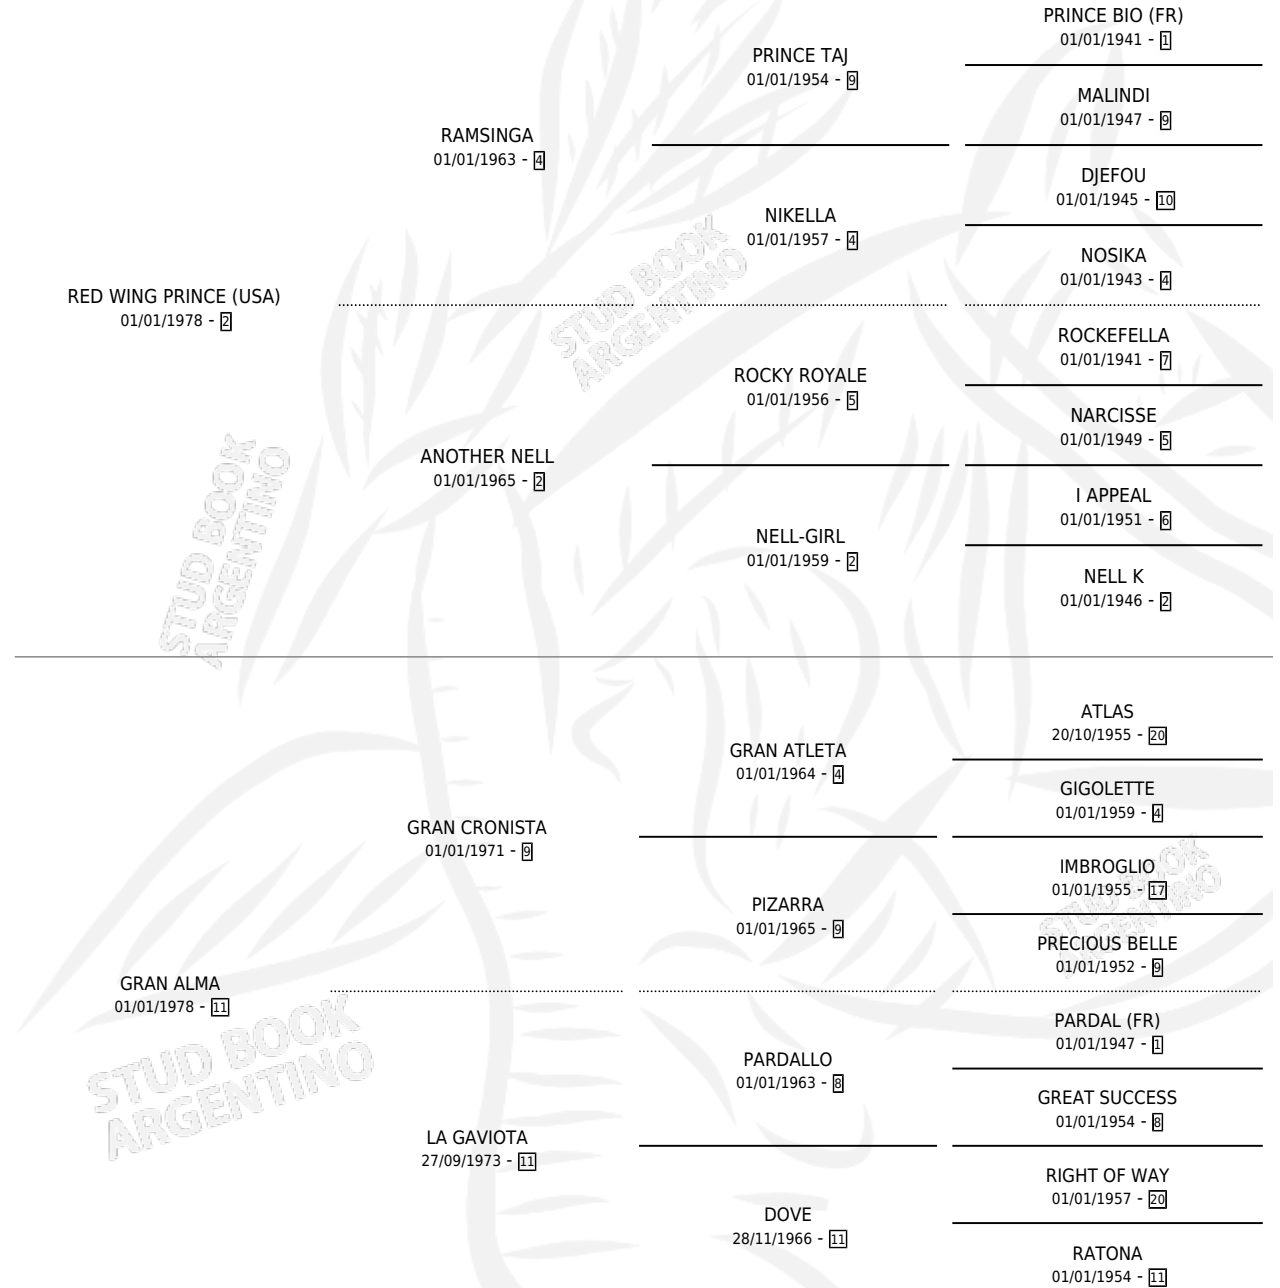 PRINCE BIO (FR)
01/01/1941 - 1
PRINCE TAJ
01/01/1954 - 9
MALINDI
01/01/1947 - 9
RAMSINGA
01/01/1963 - 4
DJEFOU
01/01/1945 - 10
NIKELLA
01/01/1957 - 4
NOSIKA
01/01/1943 - 4
RED WING PRINCE (USA)
01/01/1978 - 2
ROCKEFELLA
01/01/1941 - 7
ROCKY ROYALE
01/01/1956 - 5
NARCISSE
01/01/1949 - 5
ANOTHER NELL
01/01/1965 - 2
I APPEAL
01/01/1951 - 6
NELL-GIRL
01/01/1959 - 2
NELL K
01/01/1946 - 2
STUD BOOK
ARGENTINO
STUD BOOK
ARGENTINO
ATLAS
20/10/1955 - 20
GRAN ATLETA
01/01/1964 - 4
GIGOLETTE
01/01/1959 - 4
GRAN CRONISTA
01/01/1971 - 9
IMBROGLIO
01/01/1955 - 17
PIZARRA
01/01/1965 - 9
PRECIOUS BELLE
01/01/1952 - 9
GRAN ALMA
01/01/1978 - 11
PARDAL (FR)
01/01/1947 - 1
PARDALLO
01/01/1963 - 8
GREAT SUCCESS
01/01/1954 - 8
LA GAVIOTA
27/09/1973 - 11
RIGHT OF WAY
01/01/1957 - 20
DOVE
28/11/1966 - 11
RATONA
01/01/1954 - 11
STUD BOOK
ARGENTINO
STUD BOOK
ARGENTINO